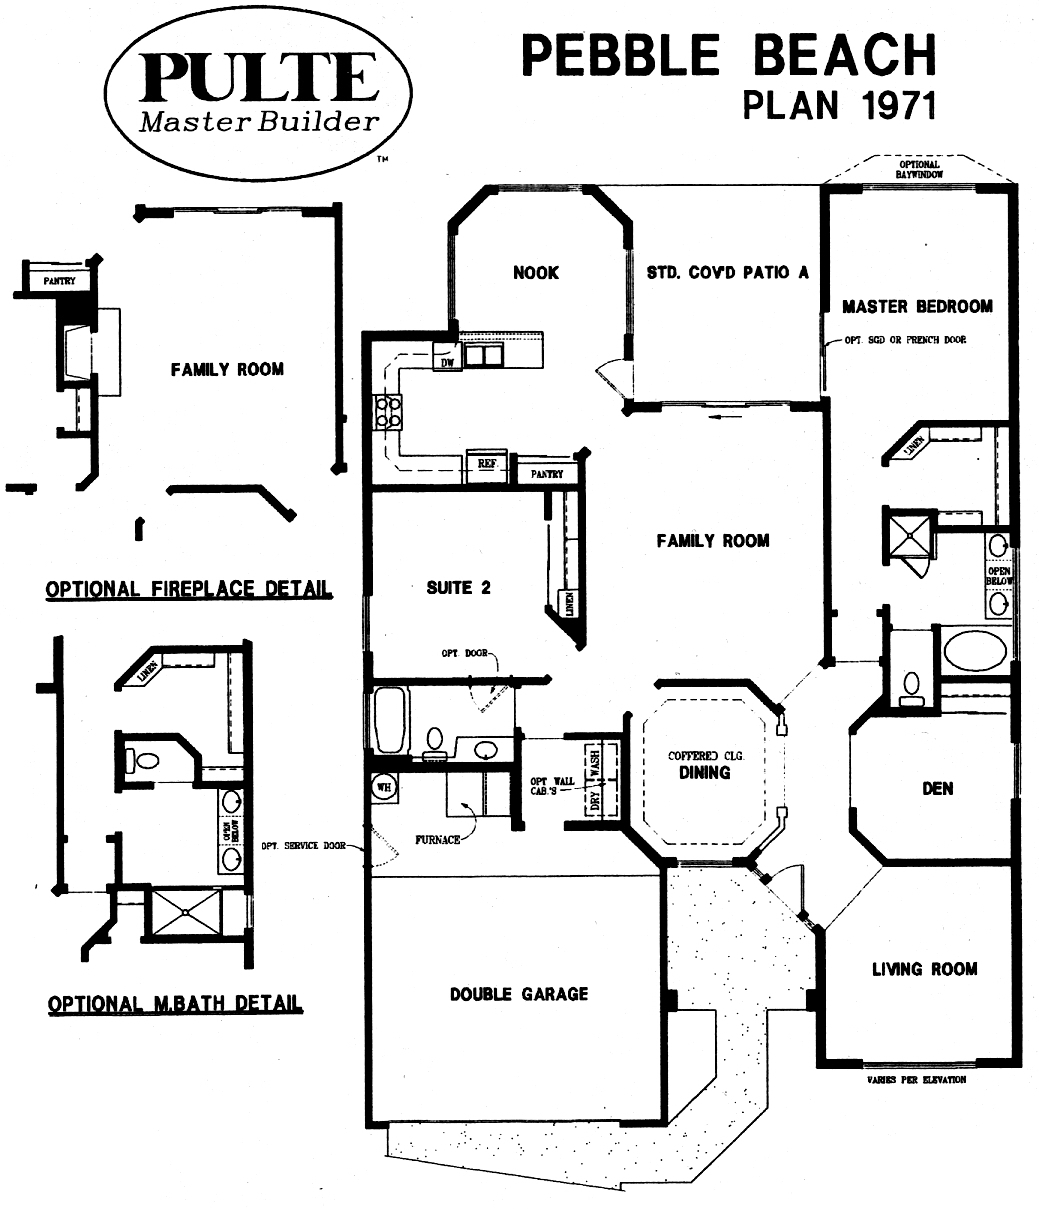 PULTE
Master Builder
TM
PEBBLE BEACH
PLAN 1971
OPTIONAL
BAYWINDOW
NOOK
STD. COV'D PATIO A
MASTER BEDROOM
OPT. SGD OR FRENCH DOOR
PANTRY
FAMILY ROOM
DW
REF.
PANTRY
LINEN
FAMILY ROOM
OPEN
BELOW
OPTIONAL FIREPLACE DETAIL
SUITE 2
LINEN
OPT. DOOR
LINEN
COFFERED CLG.
DINING
WASH
DRY
OPT WALL
CAB.'S
WH
FURNACE
DEN
OPEN
BELOW
OPT. SERVICE DOOR
OPTIONAL M.BATH DETAIL
DOUBLE GARAGE
LIVING ROOM
VARIES PER ELEVATION